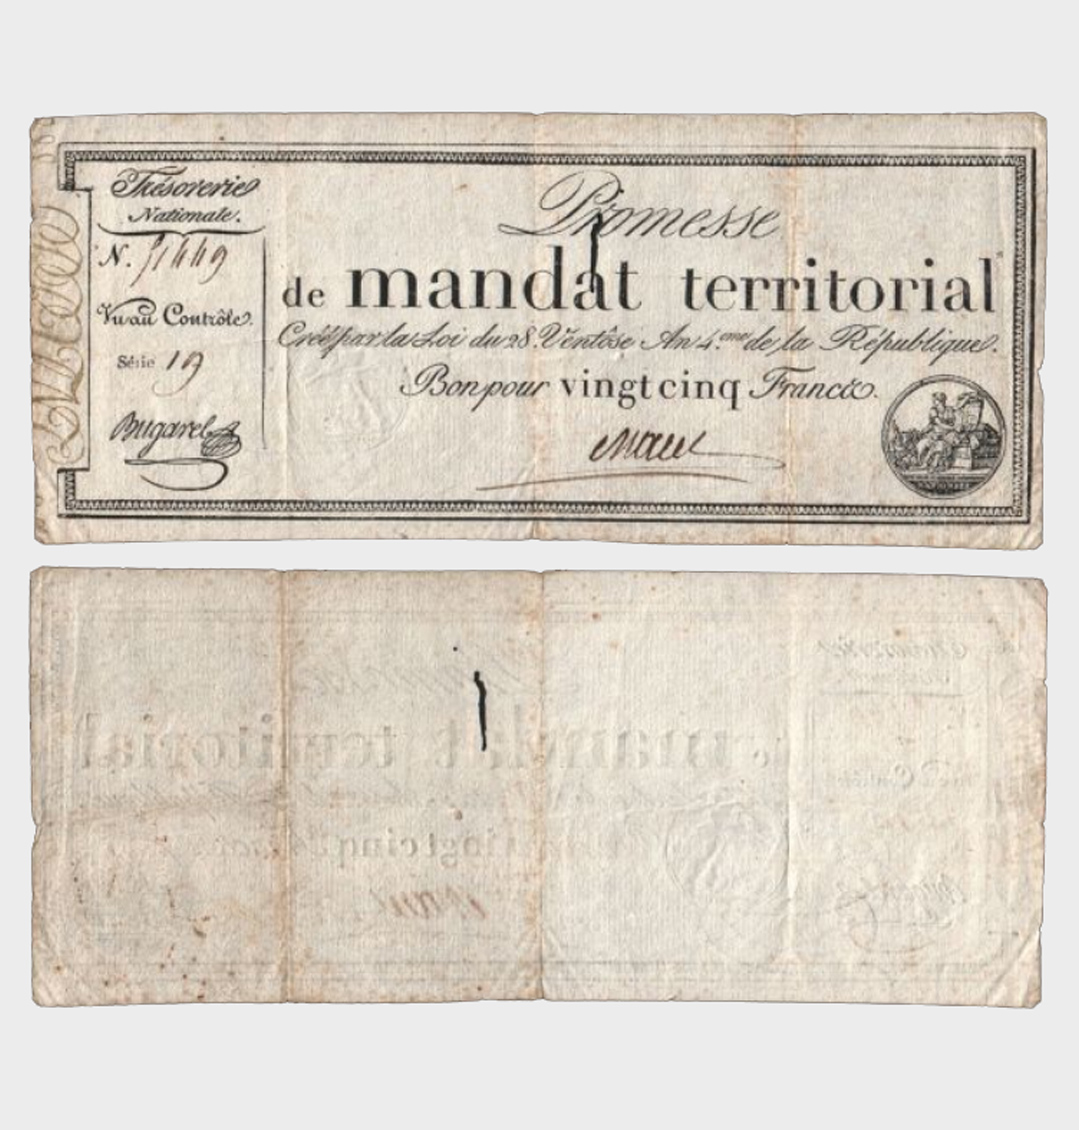 Trésorerie
Nationale.
N. 51449
Vu au Contrôle.
Série 19
Bugarel
Promesse
de mandat territorial
Créé par la Loi du 28. Ventôse An 4.eme de la République.
Bon pour vingt cinq Francs.